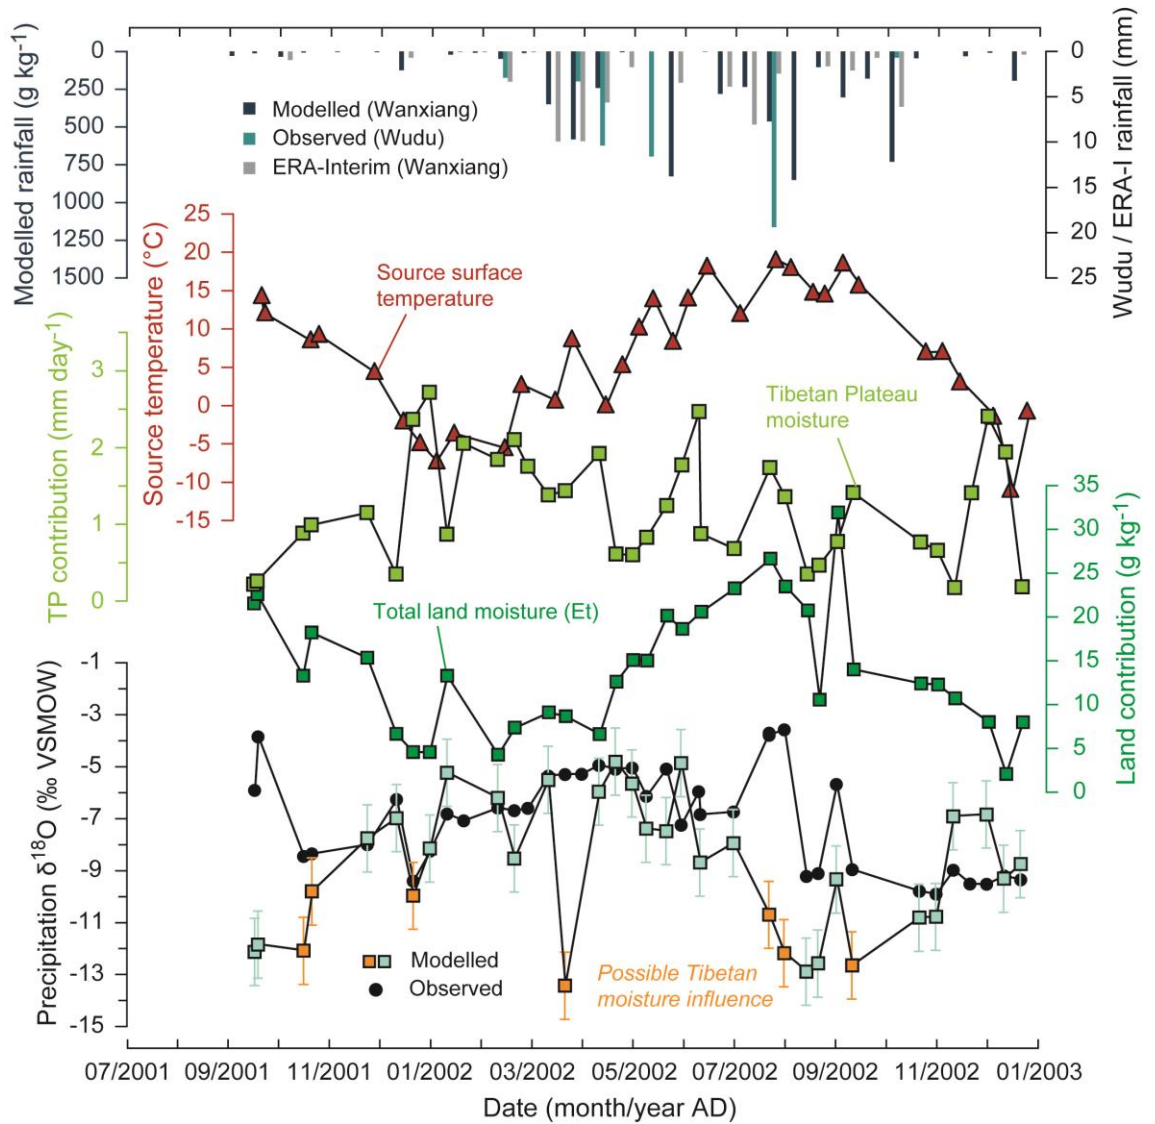 Modelled rainfall (g kg⁻¹)
0
250
500
750
1000
1250
1500
Modelled (Wanxiang)
Observed (Wudu)
ERA-Interim (Wanxiang)
0
5
10
15
20
25
Wudu / ERA-I rainfall (mm)
Source temperature (°C)
25
20
15
10
5
0
-5
-10
-15
Source surface
temperature
TP contribution (mm day⁻¹)
3
2
1
0
Tibetan Plateau
moisture
Total land moisture (Et)
35
30
25
20
15
10
5
0
Land contribution (g kg⁻¹)
Precipitation δ¹⁸O (‰ VSMOW)
-1
-3
-5
-7
-9
-11
-13
-15
Modelled
Observed
Possible Tibetan
moisture influence
07/2001 09/2001 11/2001 01/2002 03/2002 05/2002 07/2002 09/2002 11/2002 01/2003
Date (month/year AD)